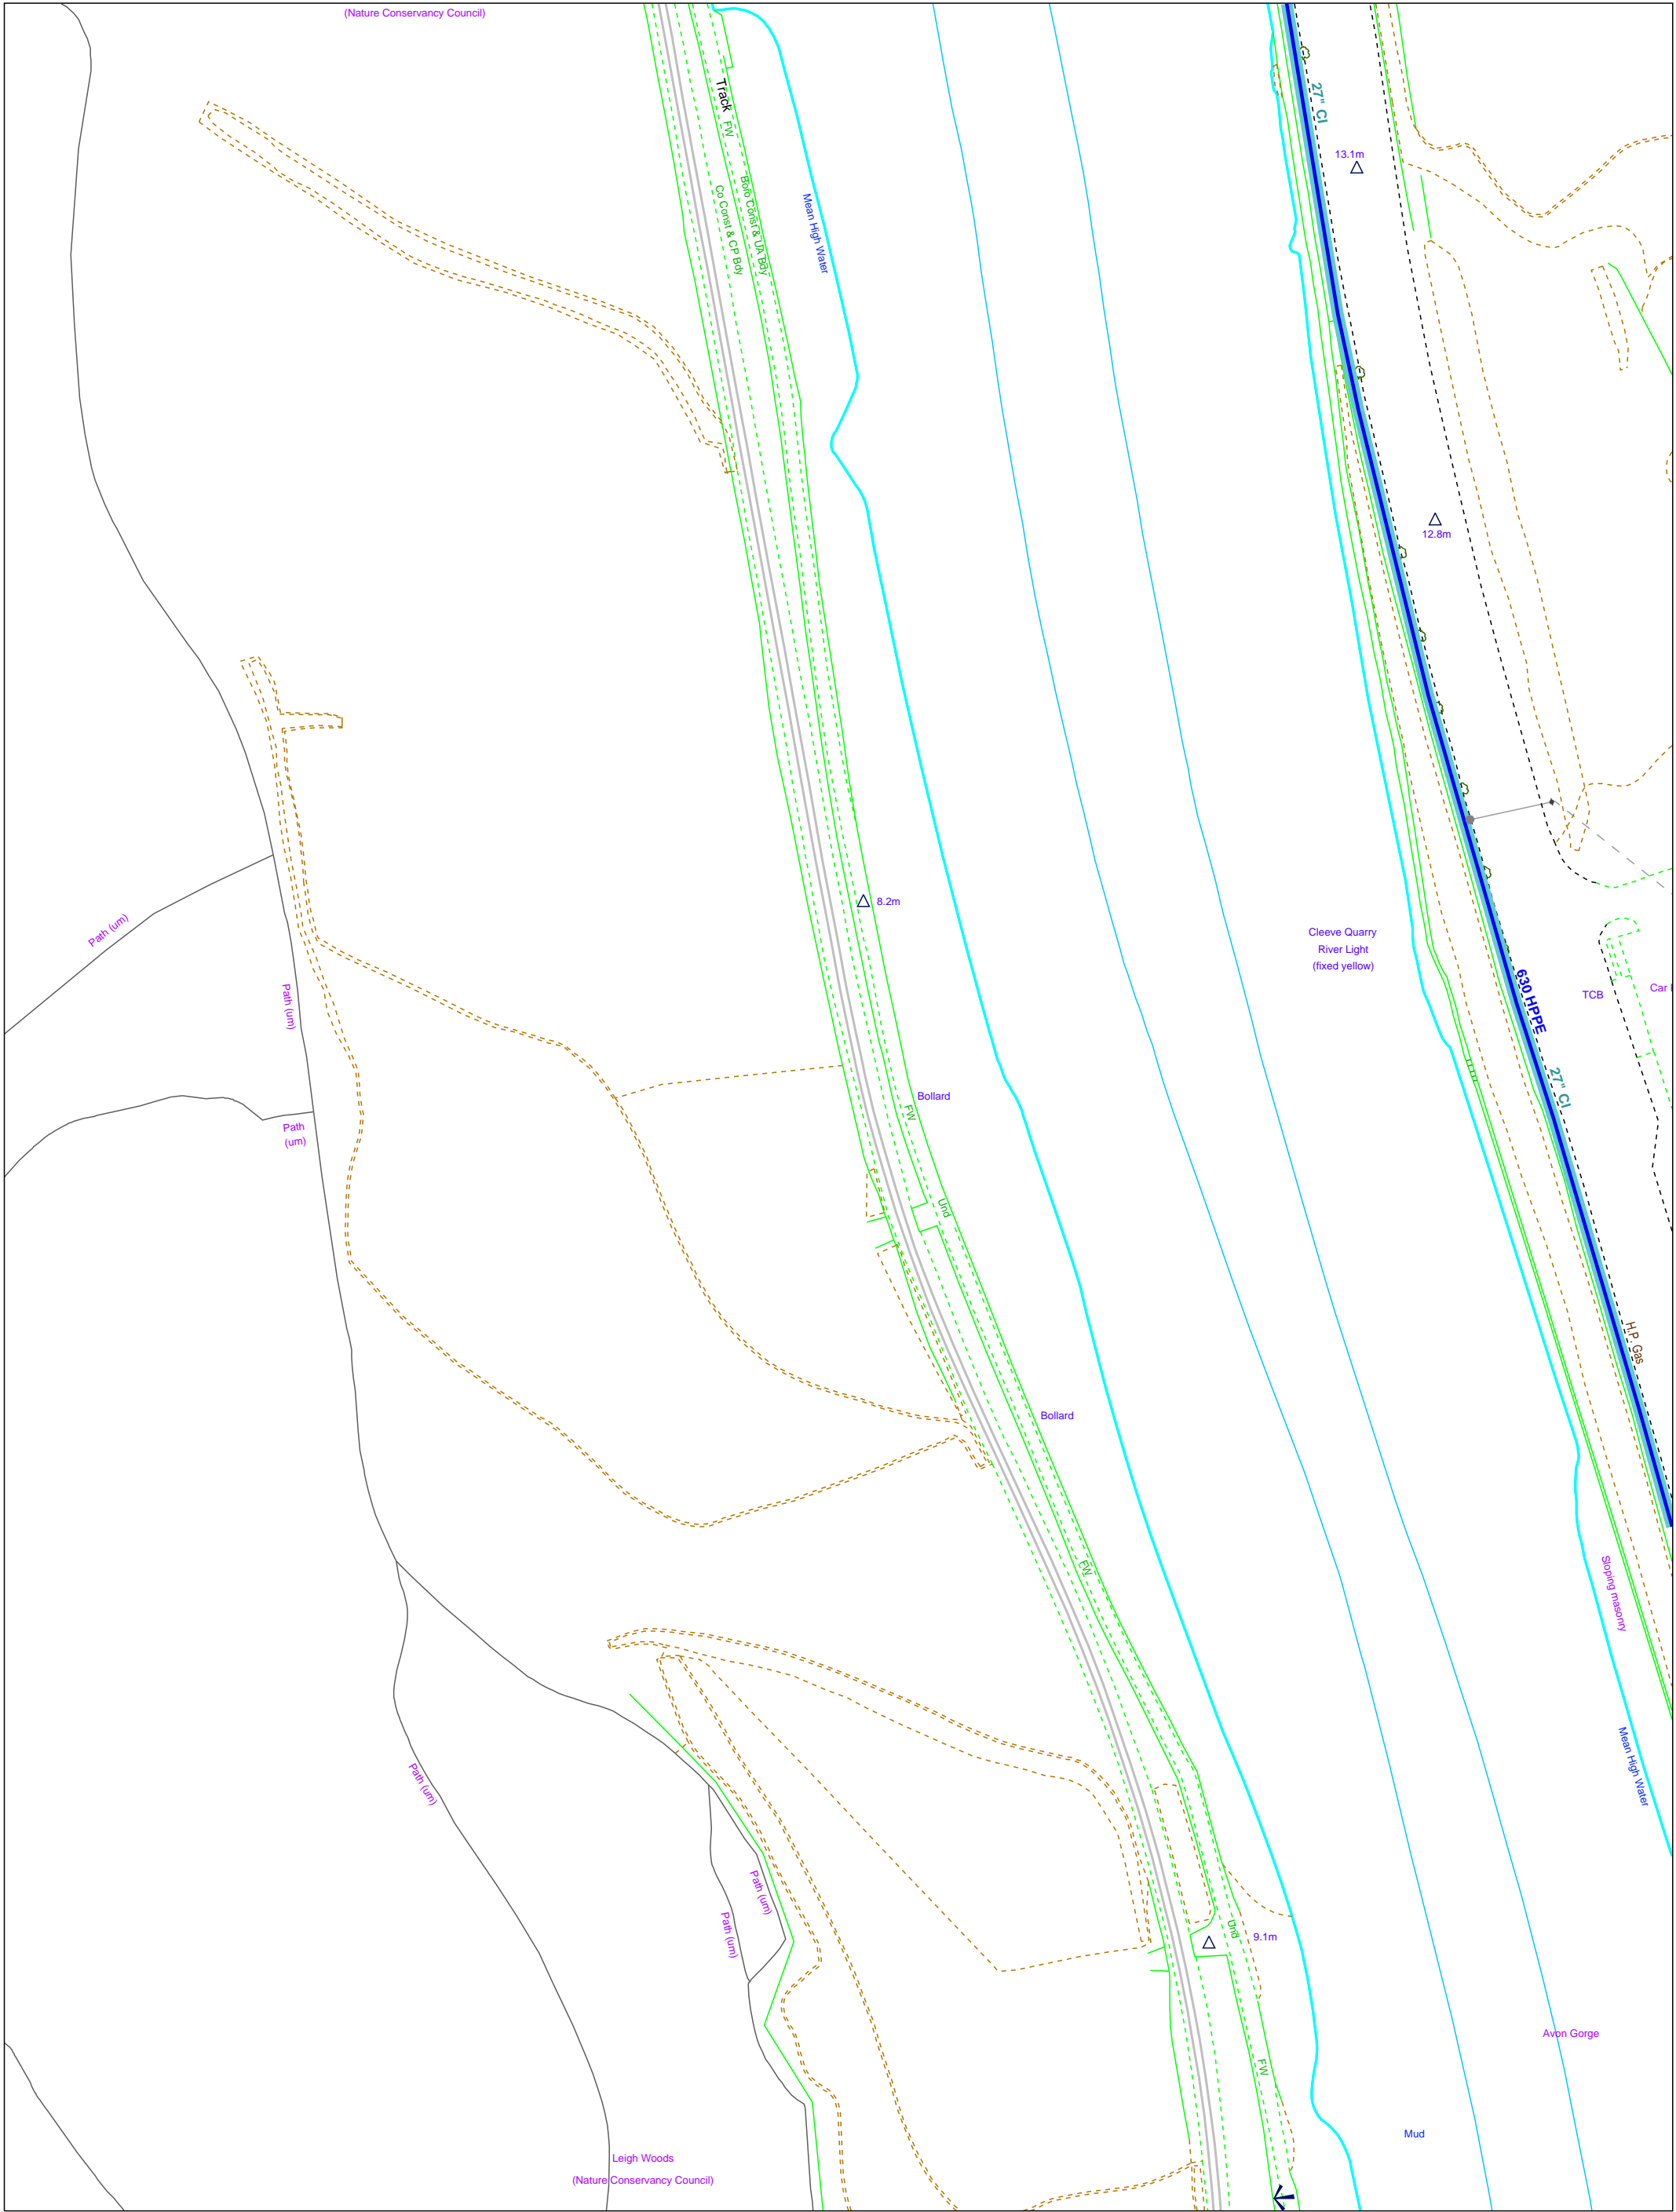 (Nature Conservancy Council)
Track
FW
Co Const & CP Bdy
Boro Const & UA Bdy
Mean High Water
27" CI
13.1m
12.8m
8.2m
Path (um)
Path (um)
Path
(um)
Cleeve Quarry
River Light
(fixed yellow)
630 HPPE
TCB
Car
27" CI
Bollard
FW
Und
H.P. Gas
Bollard
FW
Sloping masonry
Mean High Water
Path (um)
Path (um)
Path (um)
Und
9.1m
Avon Gorge
FW
Mud
Leigh Woods
(Nature Conservancy Council)